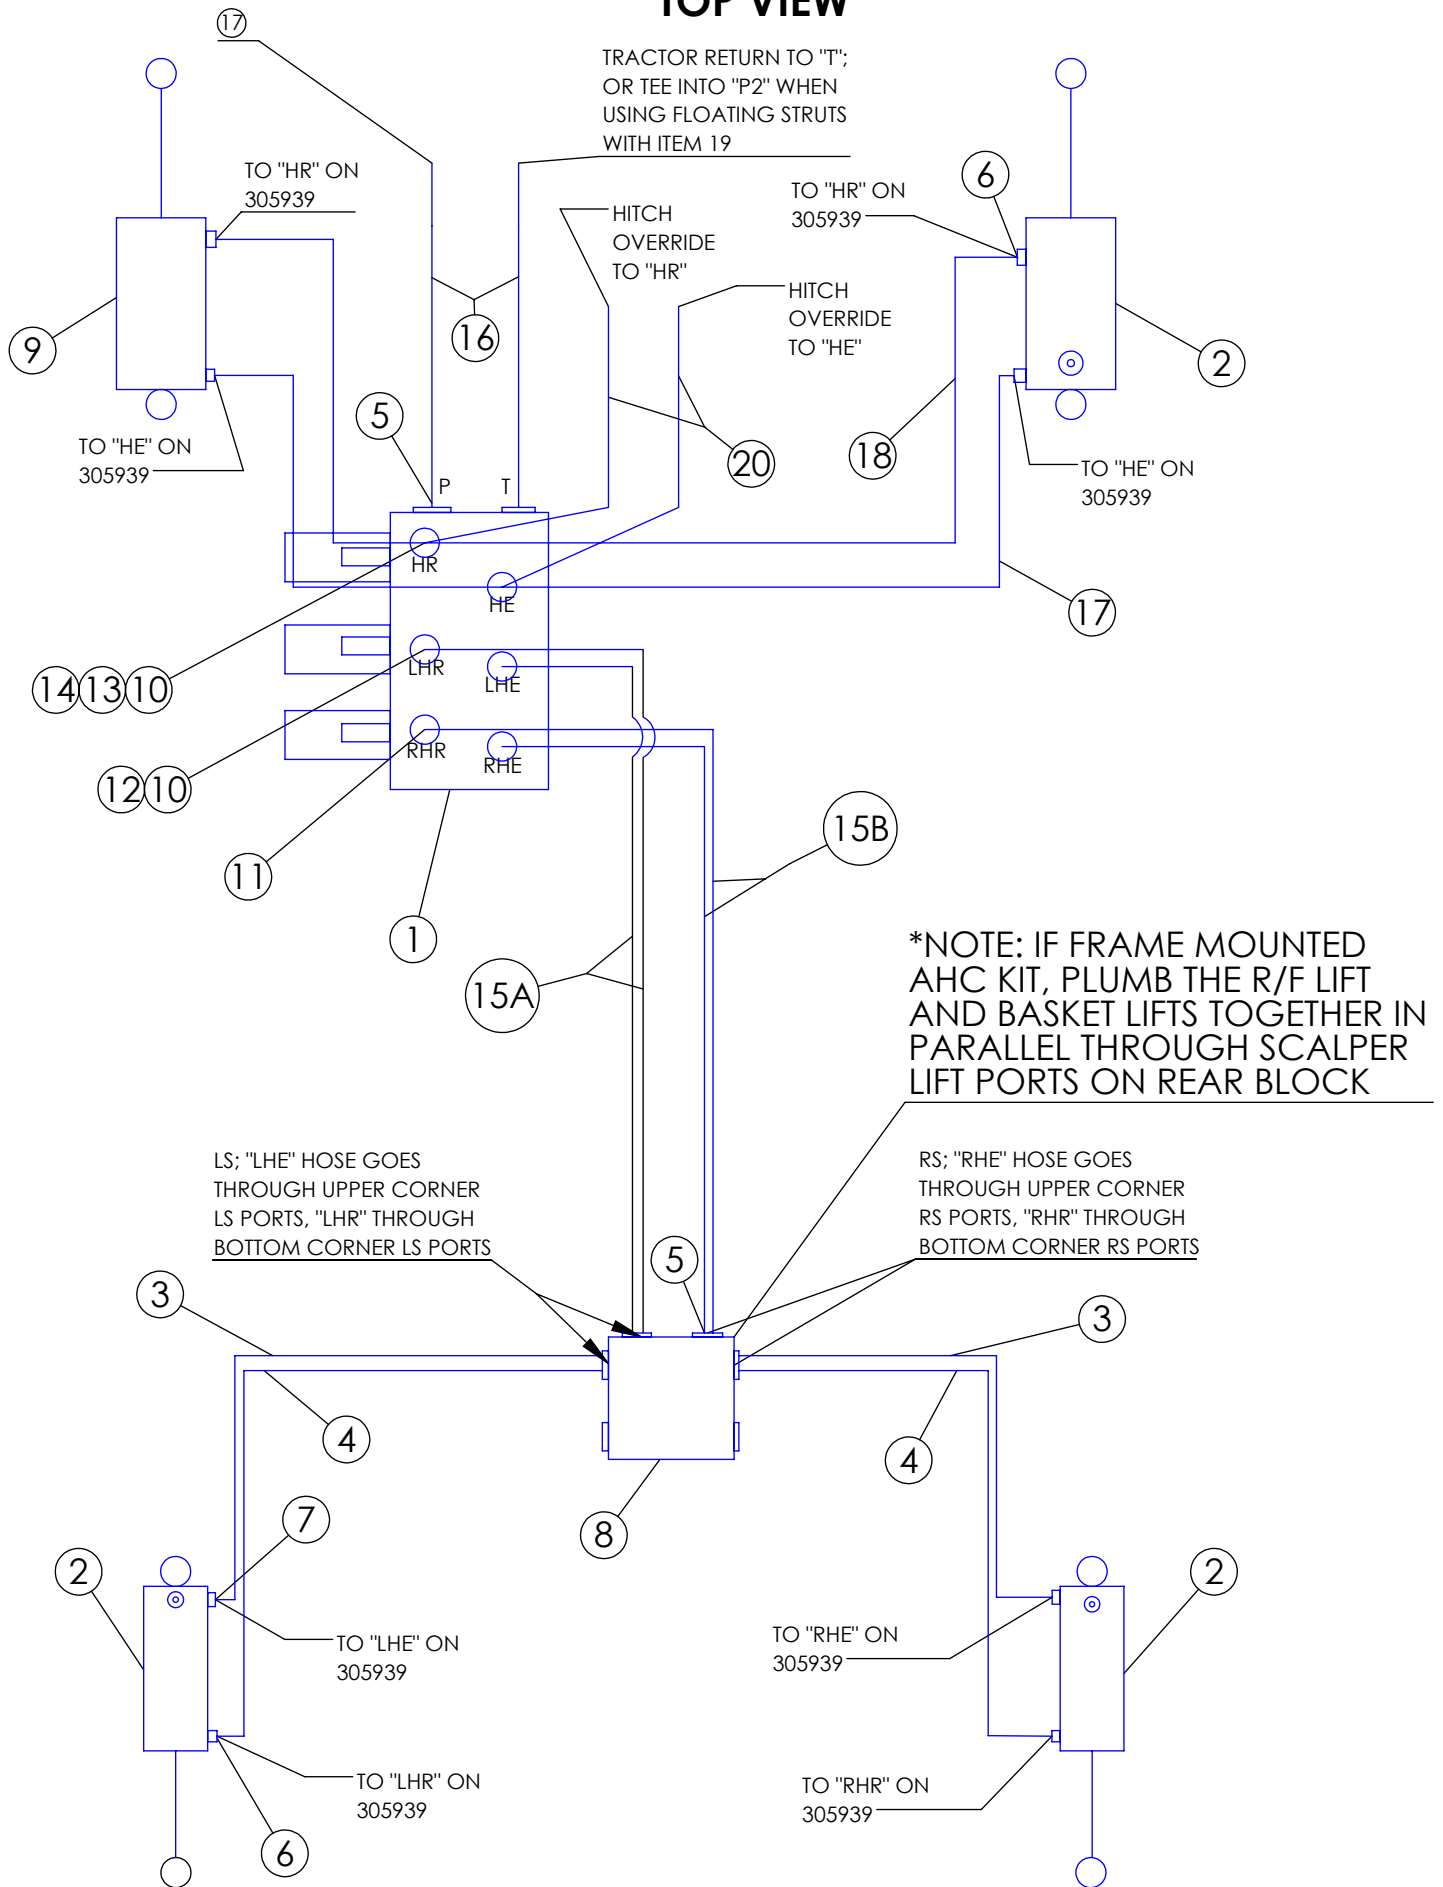 TOP VIEW
17
TRACTOR RETURN TO "T";
OR TEE INTO "P2" WHEN
USING FLOATING STRUTS
WITH ITEM 19
TO "HR" ON
305939
HITCH
OVERRIDE
TO "HR"
TO "HR" ON
305939
6
HITCH
OVERRIDE
TO "HE"
9
16
2
5
TO "HE" ON
305939
20
18
TO "HE" ON
305939
P
T
HR
HE
17
LHR
LHE
14
13
10
RHR
RHE
12
10
11
15B
1
15A
*NOTE: IF FRAME MOUNTED
AHC KIT, PLUMB THE R/F LIFT
AND BASKET LIFTS TOGETHER IN
PARALLEL THROUGH SCALPER
LIFT PORTS ON REAR BLOCK
LS; "LHE" HOSE GOES
THROUGH UPPER CORNER
LS PORTS, "LHR" THROUGH
BOTTOM CORNER LS PORTS
RS; "RHE" HOSE GOES
THROUGH UPPER CORNER
RS PORTS, "RHR" THROUGH
BOTTOM CORNER RS PORTS
5
3
3
4
4
7
8
2
2
TO "LHE" ON
305939
TO "RHE" ON
305939
TO "LHR" ON
305939
TO "RHR" ON
305939
6